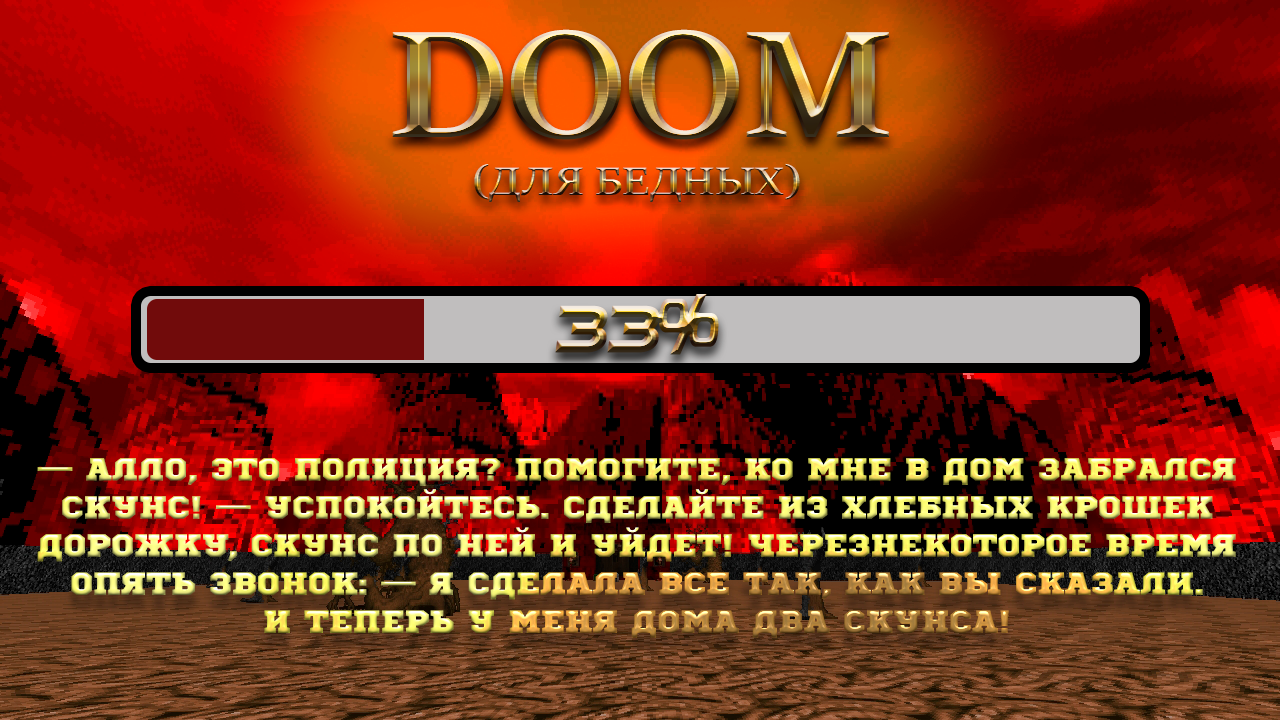 DOOM
(ДЛЯ БЕДНЫХ)
33%
— АЛЛО, ЭТО ПОЛИЦИЯ? ПОМОГИТЕ, КО МНЕ В ДОМ ЗАБРАЛСЯ
СКУНС! — УСПОКОЙТЕСЬ. СДЕЛАЙТЕ ИЗ ХЛЕБНЫХ КРОШЕК
ДОРОЖКУ, СКУНС ПО НЕЙ И УЙДЕТ! ЧЕРЕЗНЕКОТОРОЕ ВРЕМЯ
ОПЯТЬ ЗВОНОК: — Я СДЕЛАЛА ВСЕ ТАК, КАК ВЫ СКАЗАЛИ.
И ТЕПЕРЬ У МЕНЯ ДОМА ДВА СКУНСА!